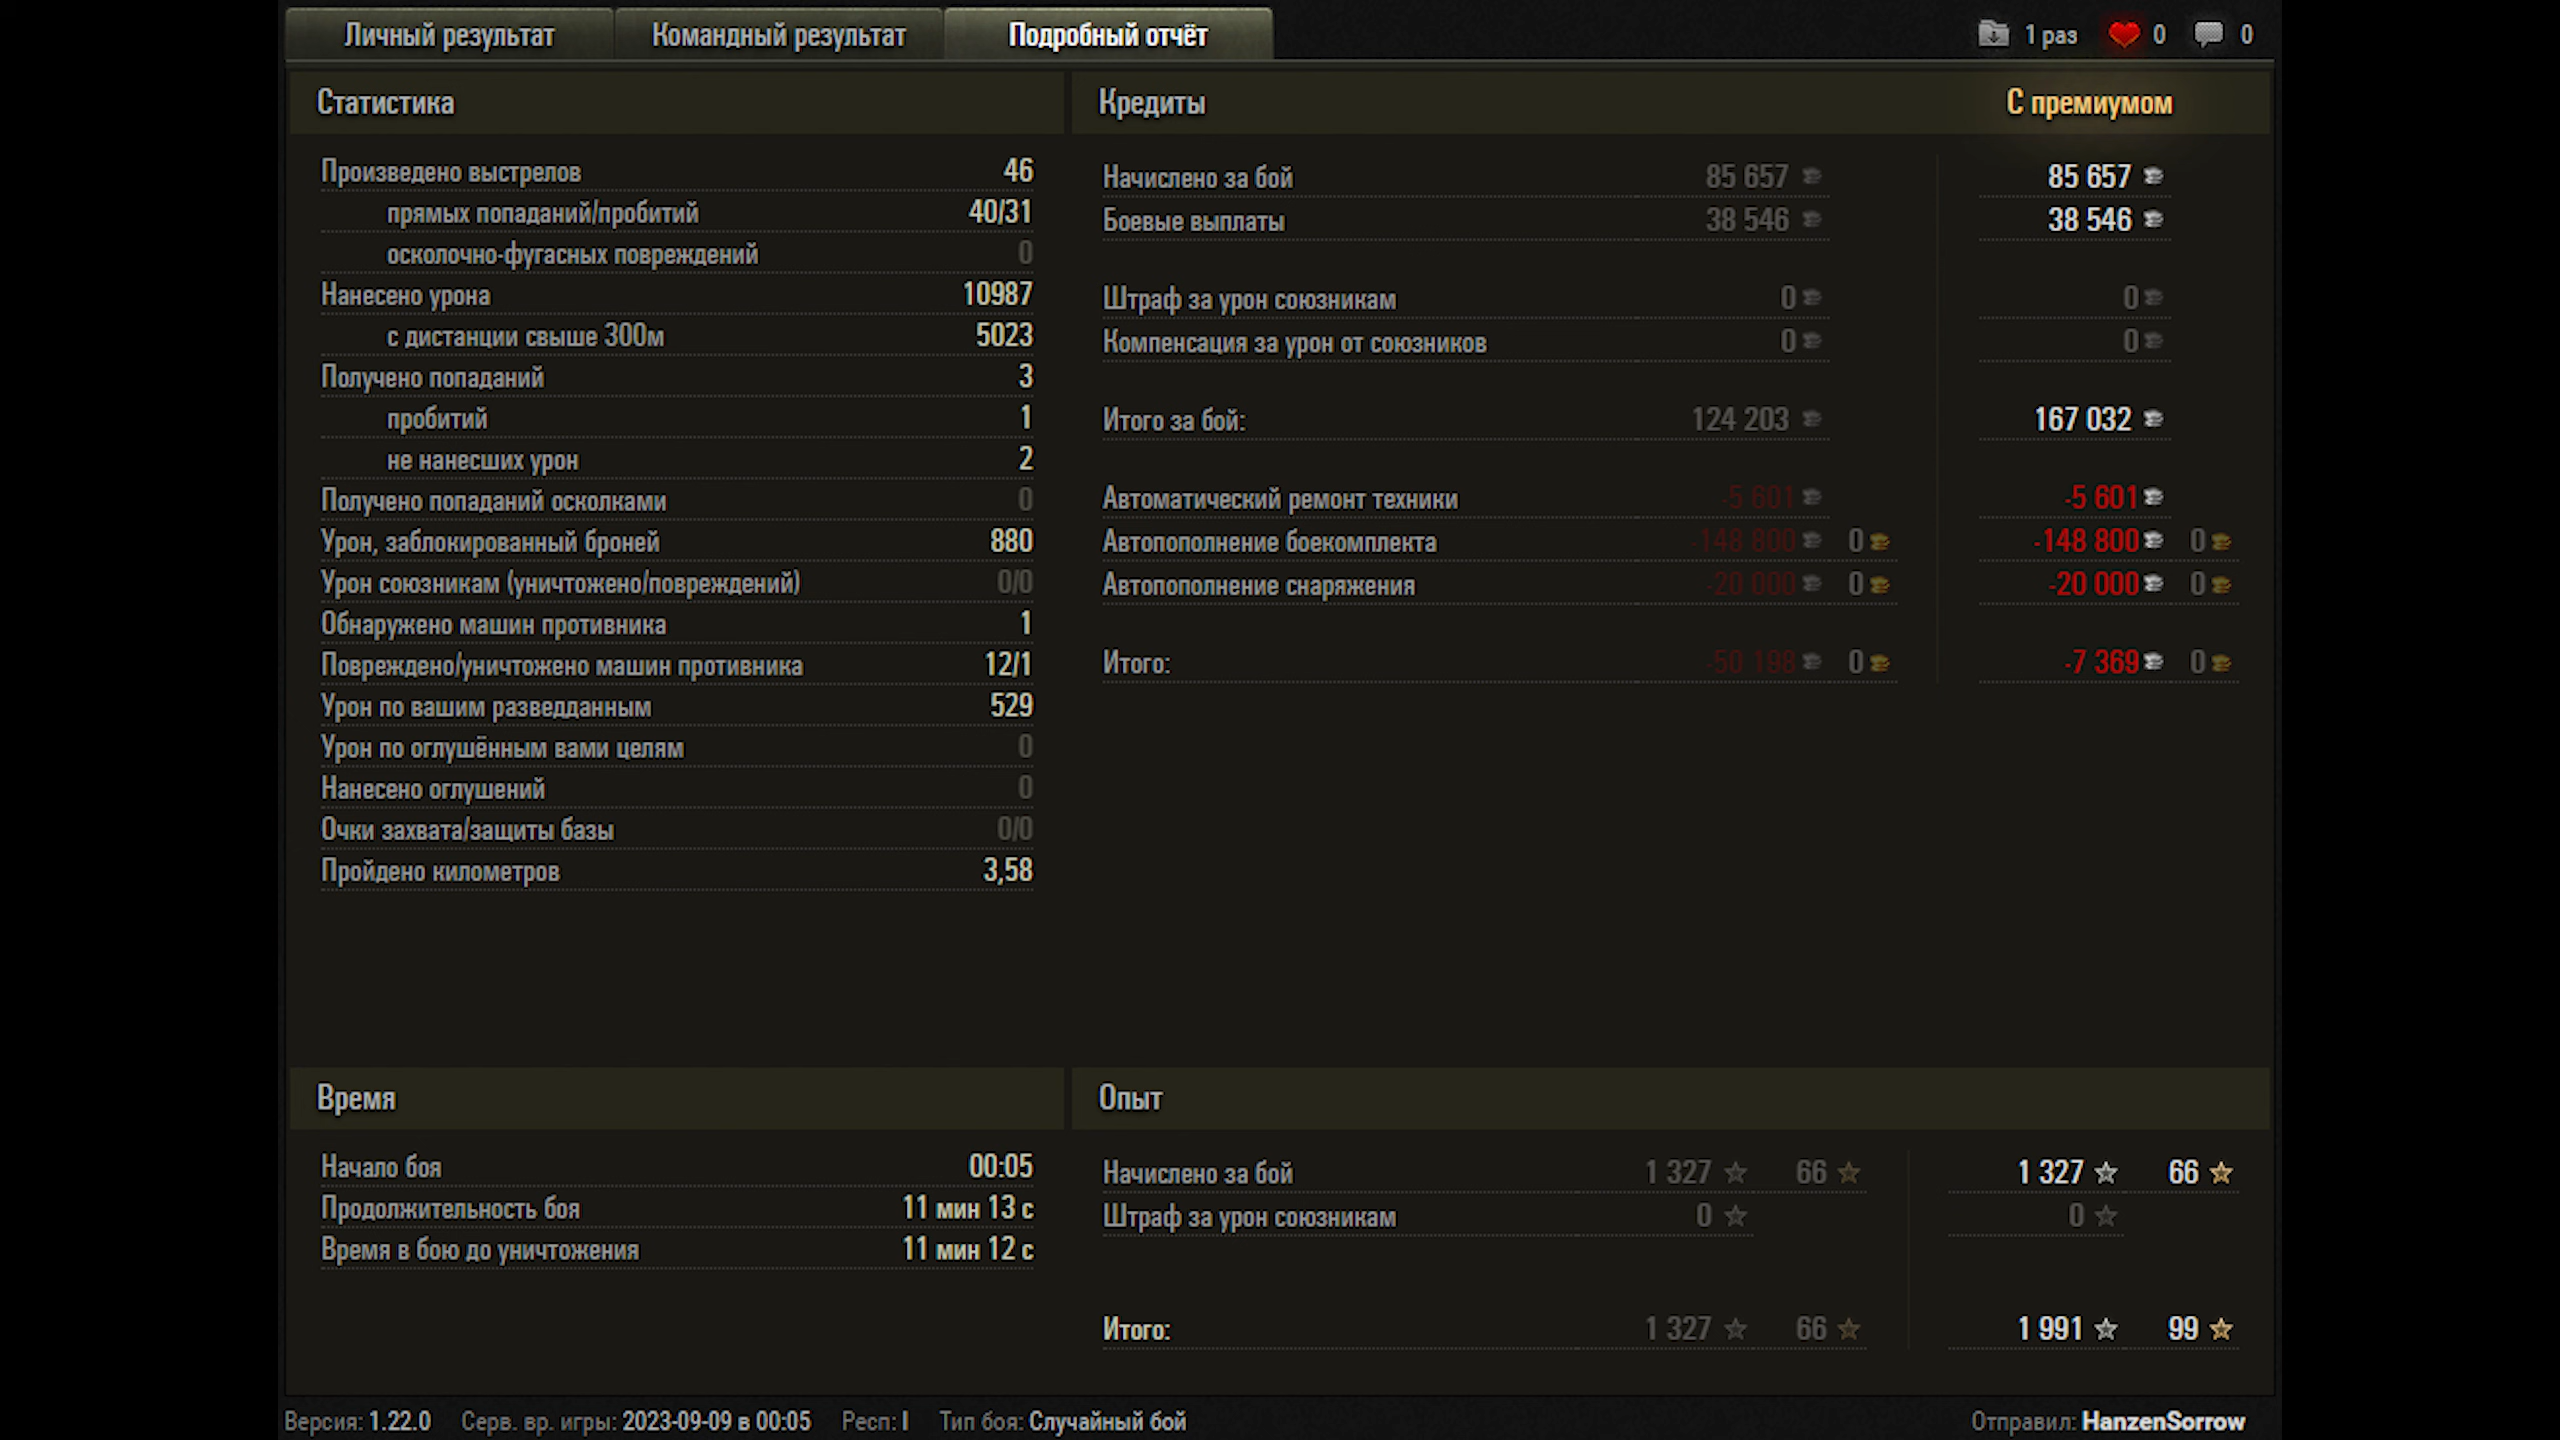 Личный результат
Командный результат
Подробный отчёт
1 раз 0 0
Статистика
Произведено выстрелов 46
прямых попаданий/пробитий 40/31
осколочно-фугасных повреждений 0
Нанесено урона 10987
с дистанции свыше 300м 5023
Получено попаданий 3
пробитий 1
не нанесших урон 2
Получено попаданий осколками 0
Урон, заблокированный броней 880
Урон союзникам (уничтожено/повреждений) 0/0
Обнаружено машин противника 1
Повреждено/уничтожено машин противника 12/1
Урон по вашим разведданным 529
Урон по оглушённым вами целям 0
Нанесено оглушений 0
Очки захвата/защиты базы 0/0
Пройдено километров 3,58
Кредиты С премиумом
Начислено за бой 85 657 85 657
Боевые выплаты 38 546 38 546
Штраф за урон союзникам 0 0
Компенсация за урон от союзников 0 0
Итого за бой: 124 203 167 032
Автоматический ремонт техники -5 601 -5 601
Автопополнение боекомплекта -148 800 0 -148 800 0
Автопополнение снаряжения -20 000 0 -20 000 0
Итого: -50 198 0 -7 369 0
Время
Начало боя 00:05
Продолжительность боя 11 мин 13 с
Время в бою до уничтожения 11 мин 12 с
Опыт
Начислено за бой 1 327 66 1 327 66
Штраф за урон союзникам 0 0
Итого: 1 327 66 1 991 99
Версия: 1.22.0 Серв. вр. игры: 2023-09-09 в 00:05 Респ: I Тип боя: Случайный бой Отправил: HanzenSorrow